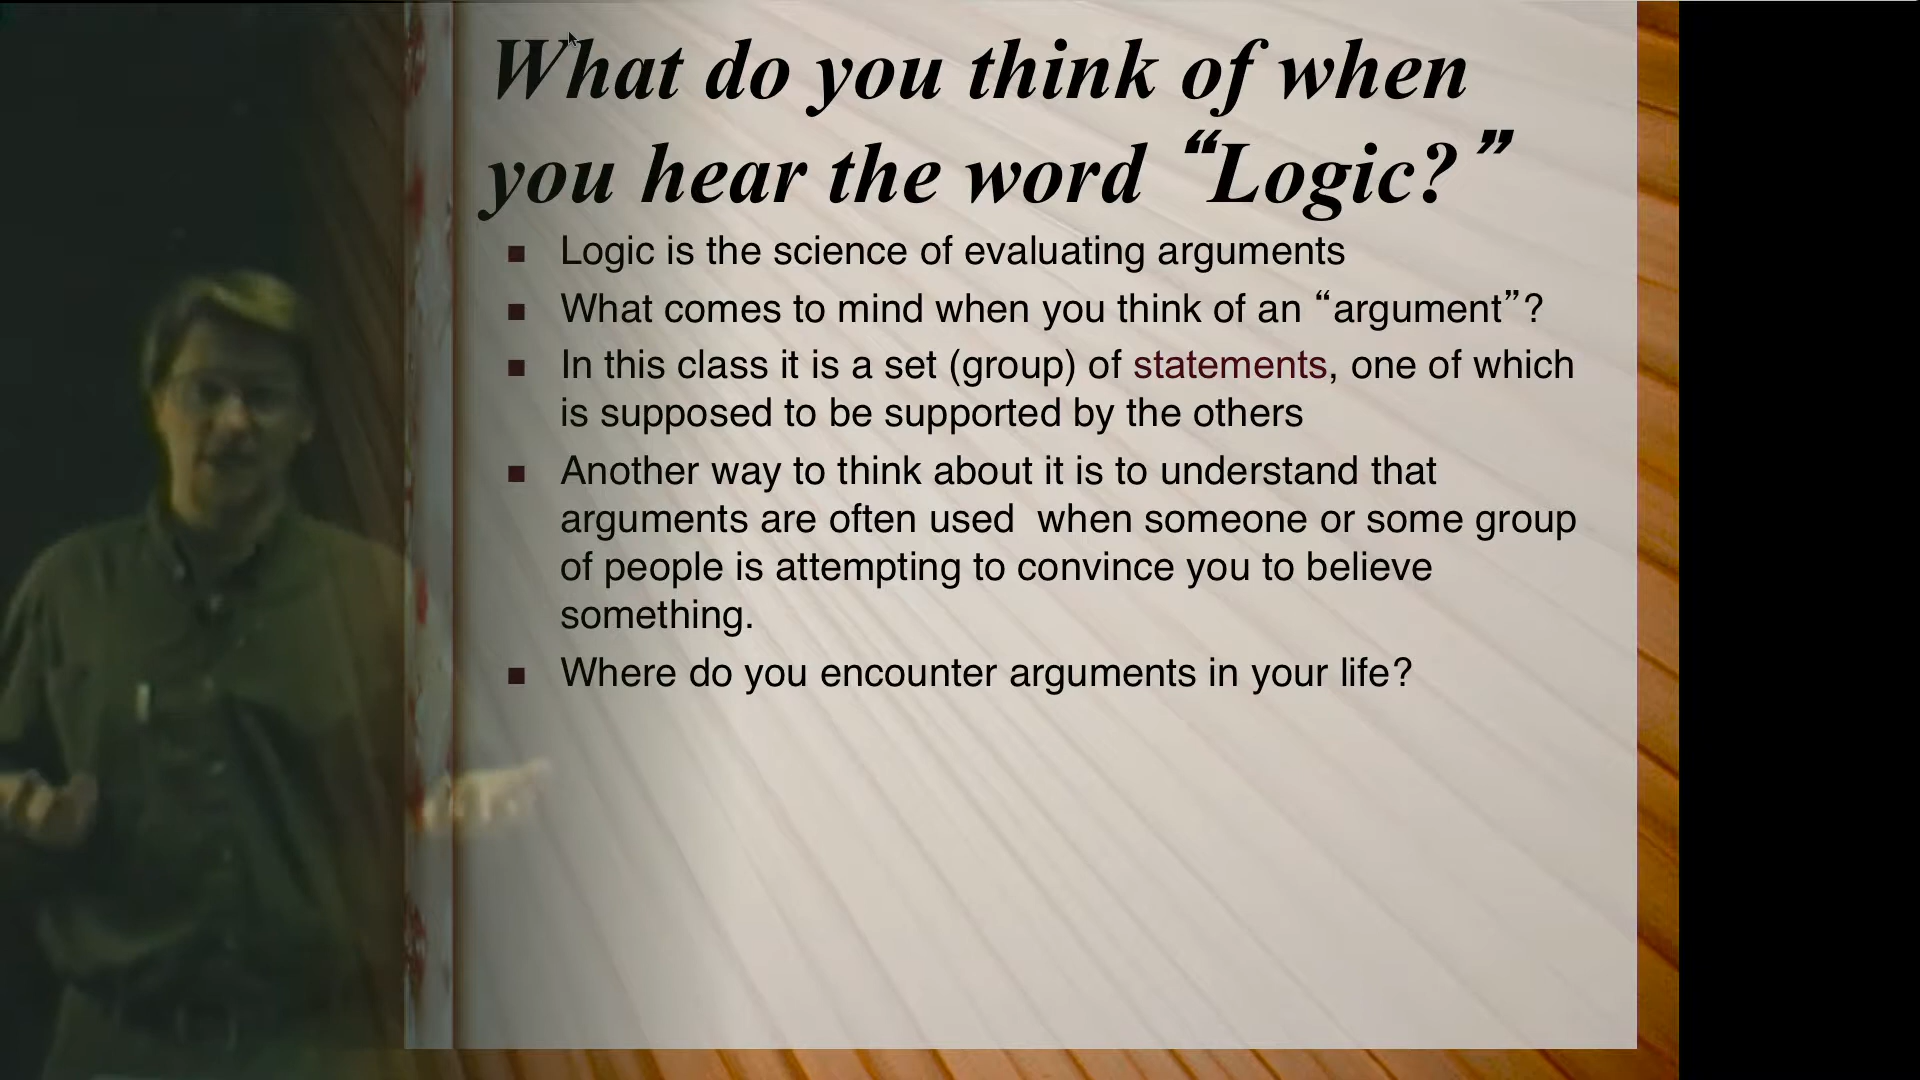 What do you think of when
you hear the word “Logic?”
Logic is the science of evaluating arguments
What comes to mind when you think of an “argument”?
In this class it is a set (group) of statements, one of which
is supposed to be supported by the others
Another way to think about it is to understand that
arguments are often used  when someone or some group
of people is attempting to convince you to believe
something.
Where do you encounter arguments in your life?